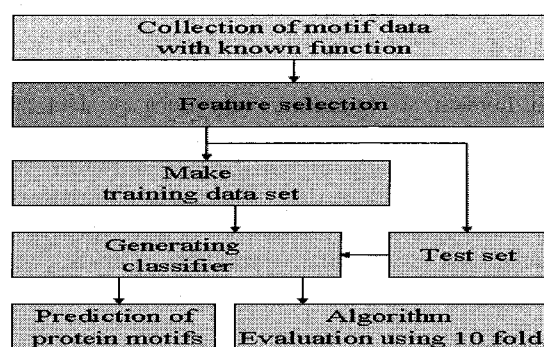 Collection of motif data
with known function
Feature selection
Make
training data set
Generating
classifier
Test set
Prediction of
protein motifs
Algorithm
Evaluation using 10 fold